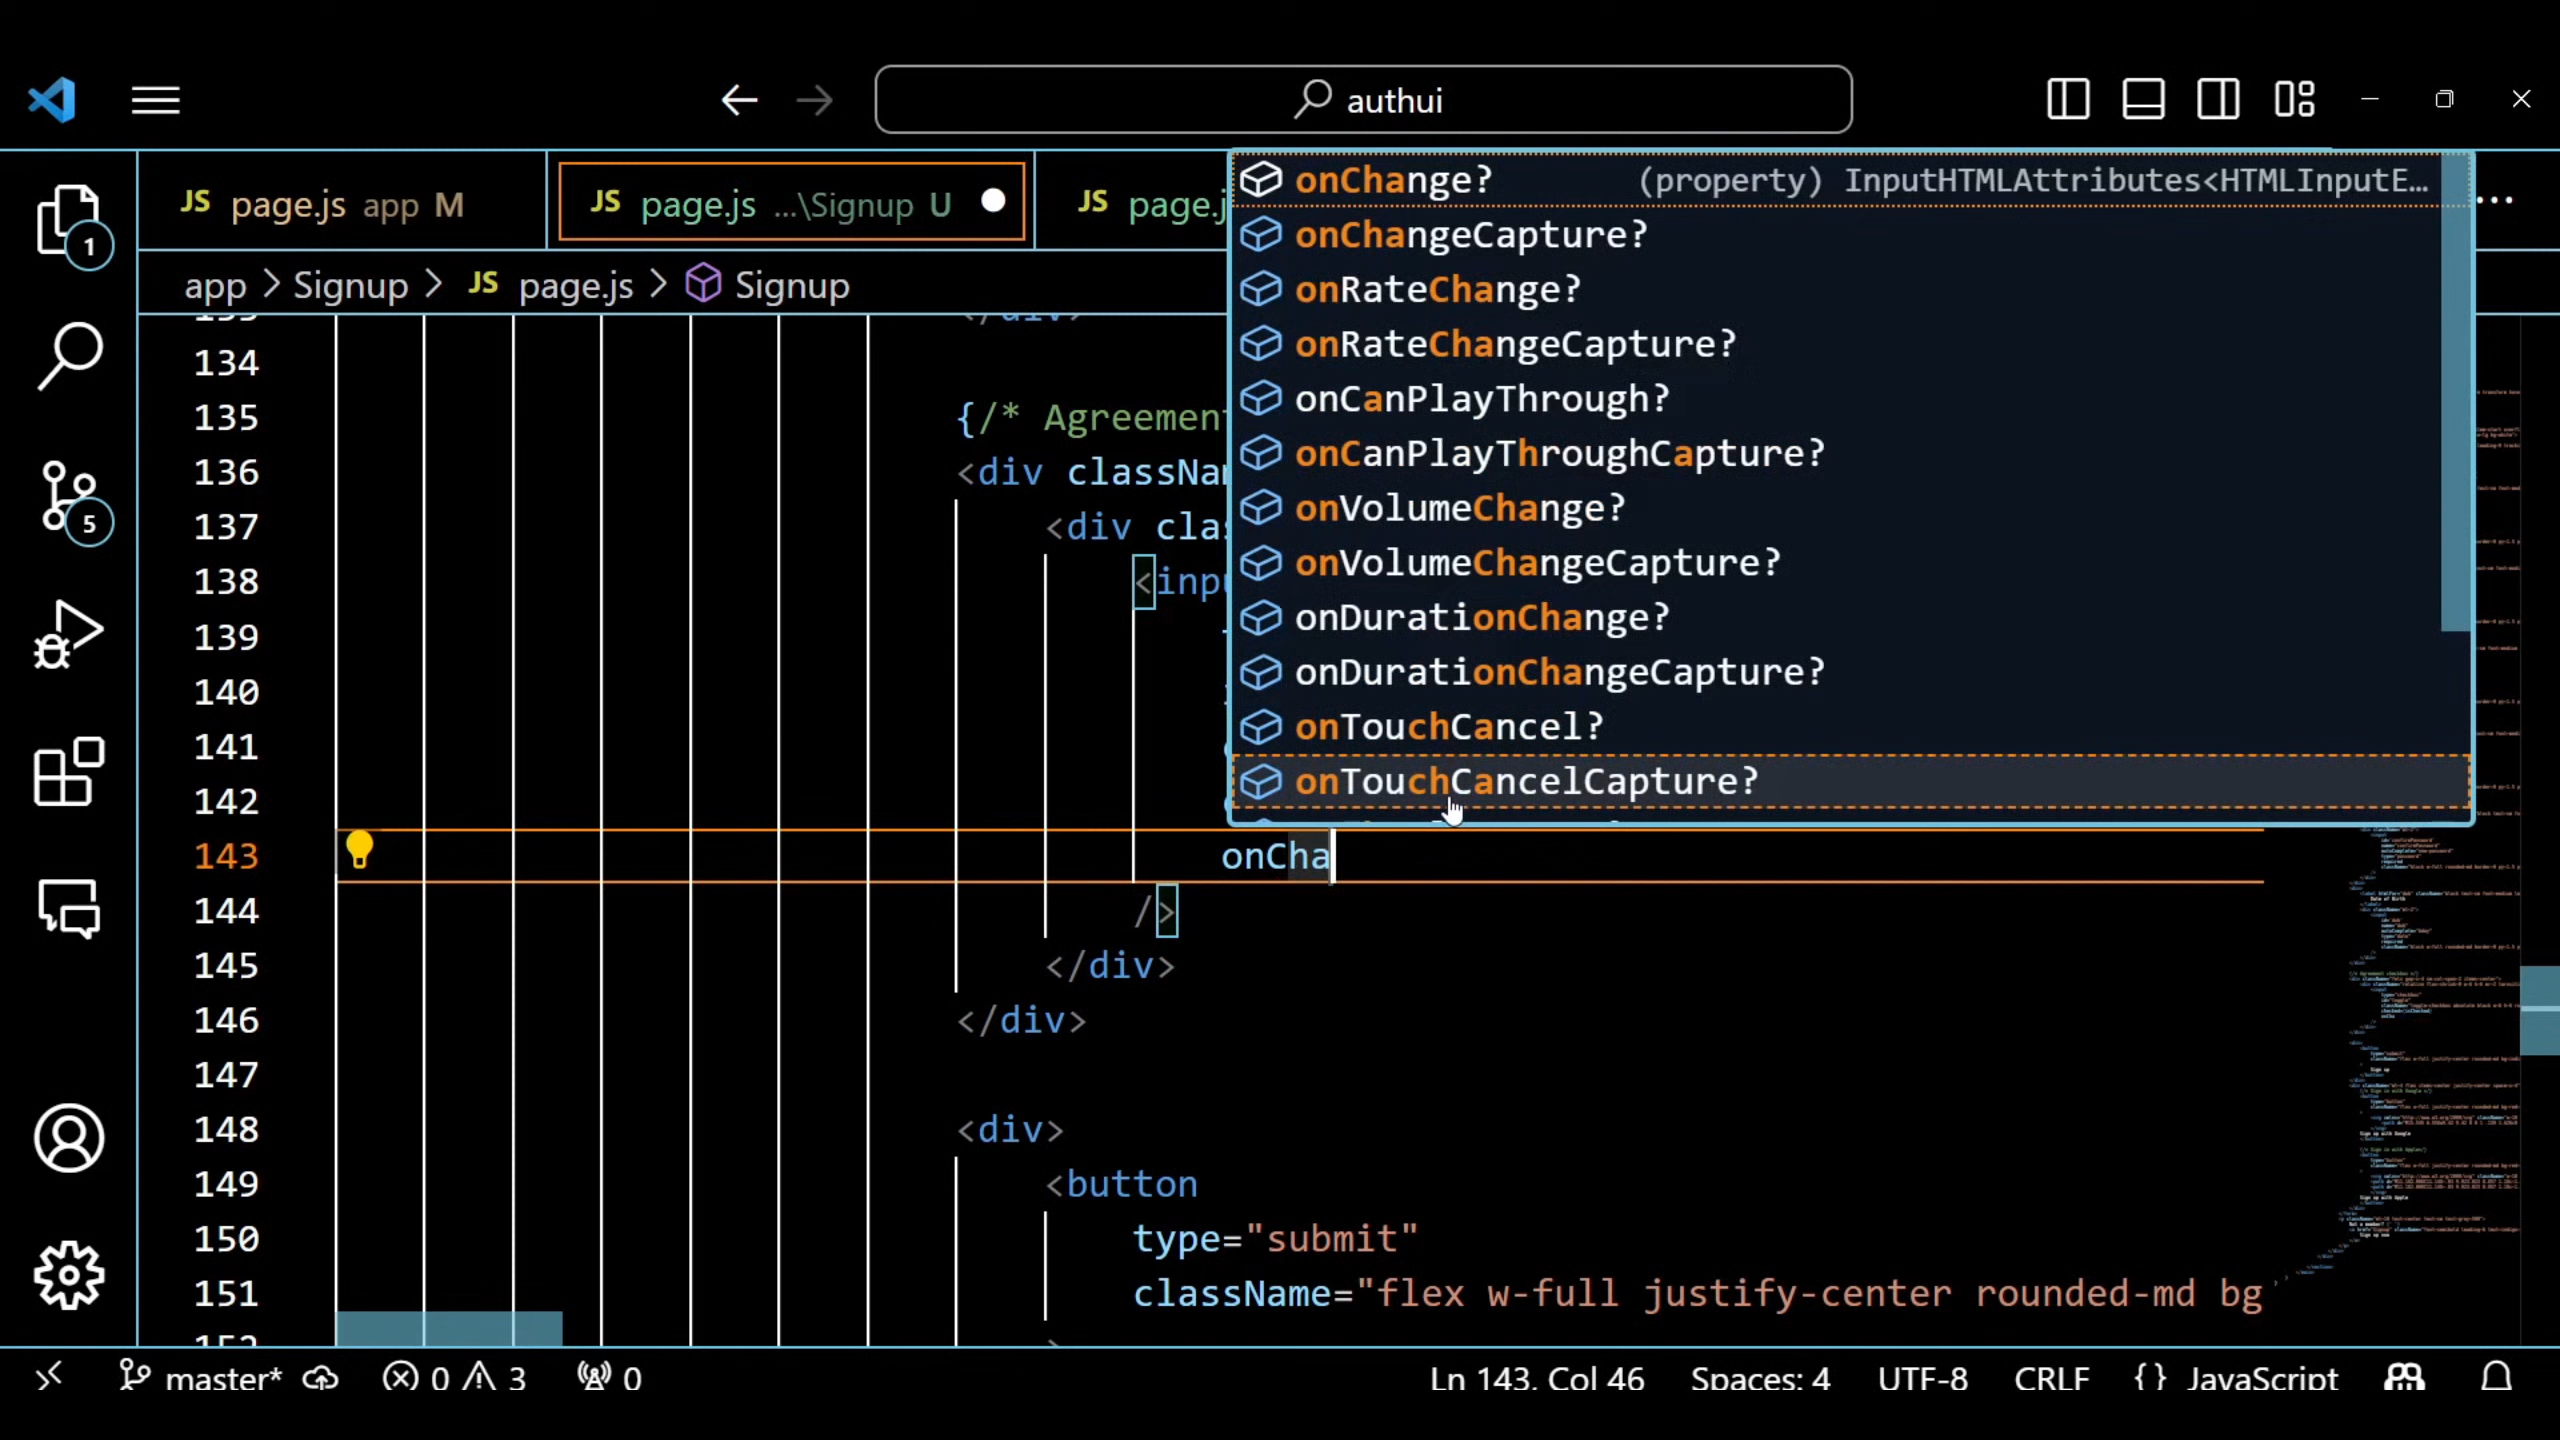 authui
JS page.js app M
JS page.js ...\Signup U
JS page.j
app > Signup > JS page.js > Signup
onChange? (property) InputHTMLAttributes<HTMLInputE…
onChangeCapture?
onRateChange?
onRateChangeCapture?
onCanPlayThrough?
onCanPlayThroughCapture?
onVolumeChange?
onVolumeChangeCapture?
onDurationChange?
onDurationChangeCapture?
onTouchCancel?
onTouchCancelCapture?
1
5
134
135 {/* Agreemen
136 <div classNa
137 <div clas
138 <inpu
139
140
141
142
143 onCha
144 />
145 </div>
146 </div>
147
148 <div>
149 <button
150 type="submit"
151 className="flex w-full justify-center rounded-md bg
master* 0 3 0 Ln 143, Col 46 Spaces: 4 UTF-8 CRLF {} JavaScript